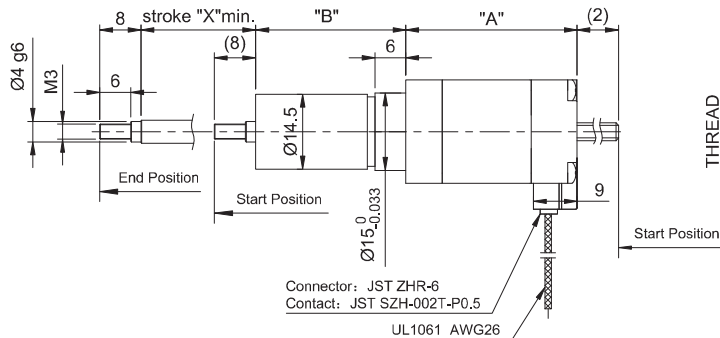 8
stroke "X"min.
"B"
"A"
(2)
(8)
6
6
Ø4 g6
M3
Ø14.5
THREAD
End Position
Start Position
9
Ø15 0 -0.033
Start Position
Connector: JST ZHR-6
Contact: JST SZH-002T-P0.5
UL1061 AWG26